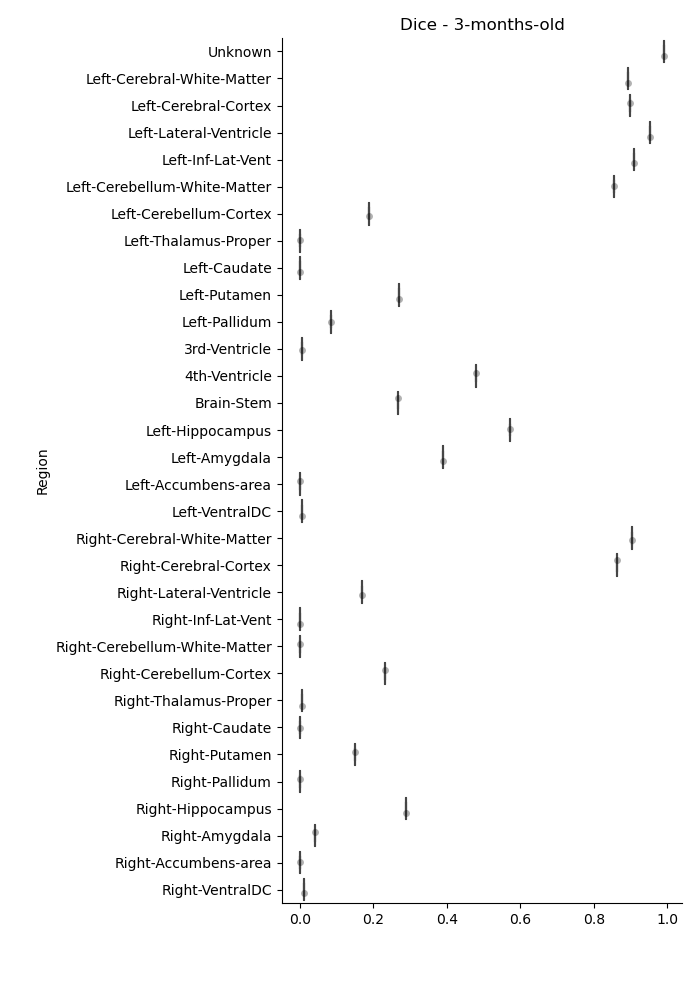 Dice - 3-months-old
Region
Unknown
Left-Cerebral-White-Matter
Left-Cerebral-Cortex
Left-Lateral-Ventricle
Left-Inf-Lat-Vent
Left-Cerebellum-White-Matter
Left-Cerebellum-Cortex
Left-Thalamus-Proper
Left-Caudate
Left-Putamen
Left-Pallidum
3rd-Ventricle
4th-Ventricle
Brain-Stem
Left-Hippocampus
Left-Amygdala
Left-Accumbens-area
Left-VentralDC
Right-Cerebral-White-Matter
Right-Cerebral-Cortex
Right-Lateral-Ventricle
Right-Inf-Lat-Vent
Right-Cerebellum-White-Matter
Right-Cerebellum-Cortex
Right-Thalamus-Proper
Right-Caudate
Right-Putamen
Right-Pallidum
Right-Hippocampus
Right-Amygdala
Right-Accumbens-area
Right-VentralDC
0.0 0.2 0.4 0.6 0.8 1.0